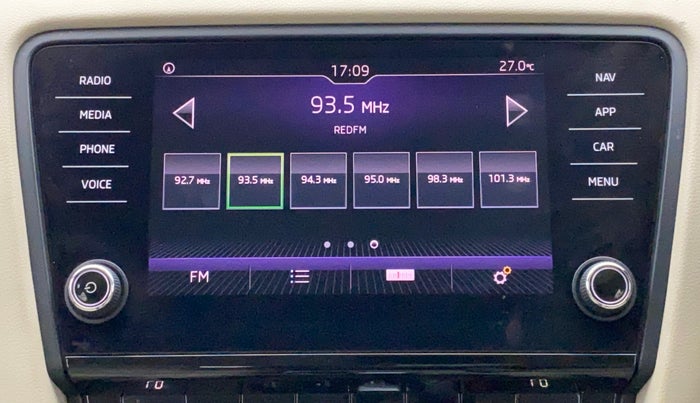 17:09
27.0°C
RADIO
MEDIA
PHONE
VOICE
93.5 MHz
REDFM
92.7 MHz
93.5 MHz
94.3 MHz
95.0 MHz
98.3 MHz
101.3 MHz
FM
NAV
APP
CAR
MENU